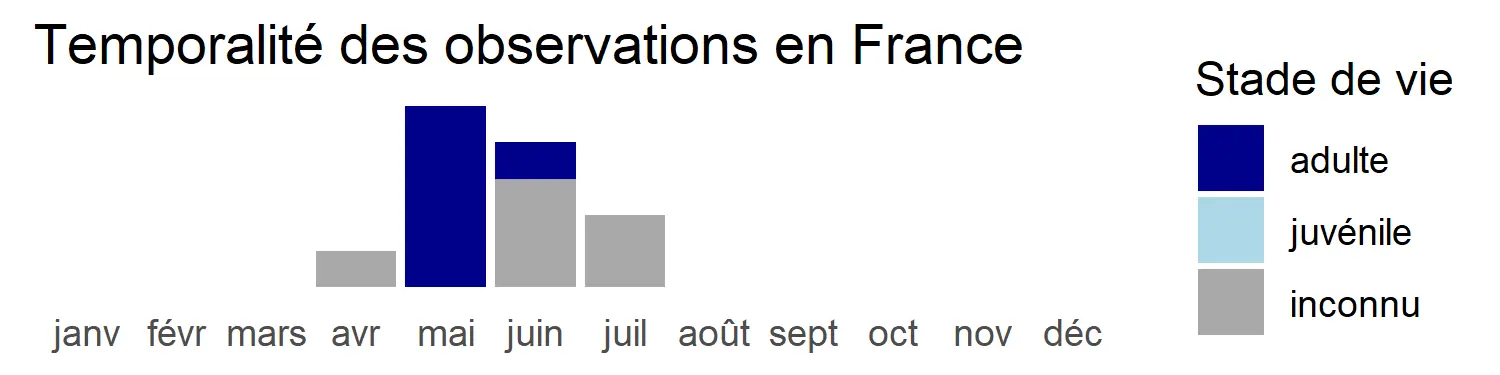 Temporalité des observations en France
Stade de vie
adulte
juvénile
inconnu
janv févr mars avr mai juin juil août sept oct nov déc